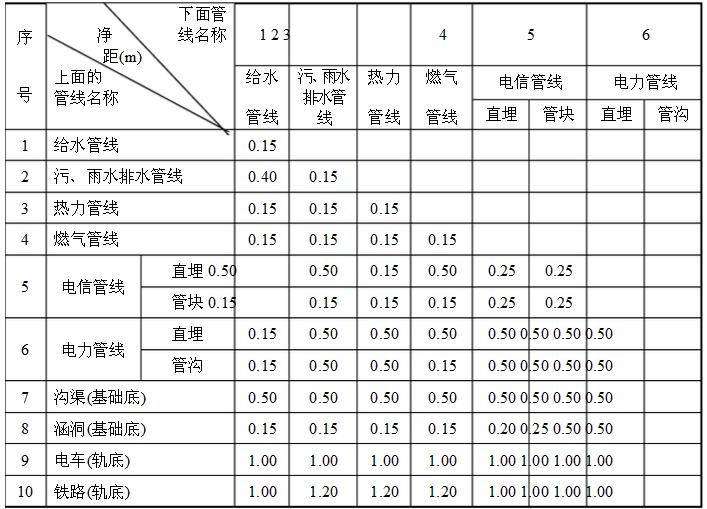 序 净 下面管
距(m) 线名称 1 2 3 4 5 6
号 上面的
管线名称
给水 污、雨水 热力 燃气 电信管线 电力管线
排水管
管线 线 管线 管线 直埋 管块 直埋 管沟
1 给水管线 0.15
2 污、雨水排水管线 0.40 0.15
3 热力管线 0.15 0.15 0.15
4 燃气管线 0.15 0.15 0.15 0.15
5 电信管线 直埋 0.50 0.50 0.15 0.50 0.25 0.25
管块 0.15 0.15 0.15 0.15 0.25 0.25
6 电力管线 直埋 0.15 0.50 0.50 0.50 0.50 0.50 0.50 0.50
管沟 0.15 0.50 0.50 0.15 0.50 0.50 0.50 0.50
7 沟渠(基础底) 0.50 0.50 0.50 0.50 0.50 0.50 0.50 0.50
8 涵洞(基础底) 0.15 0.15 0.15 0.15 0.20 0.25 0.50 0.50
9 电车(轨底) 1.00 1.00 1.00 1.00 1.00 1.00 1.00 1.00
10 铁路(轨底) 1.00 1.20 1.20 1.20 1.00 1.00 1.00 1.00